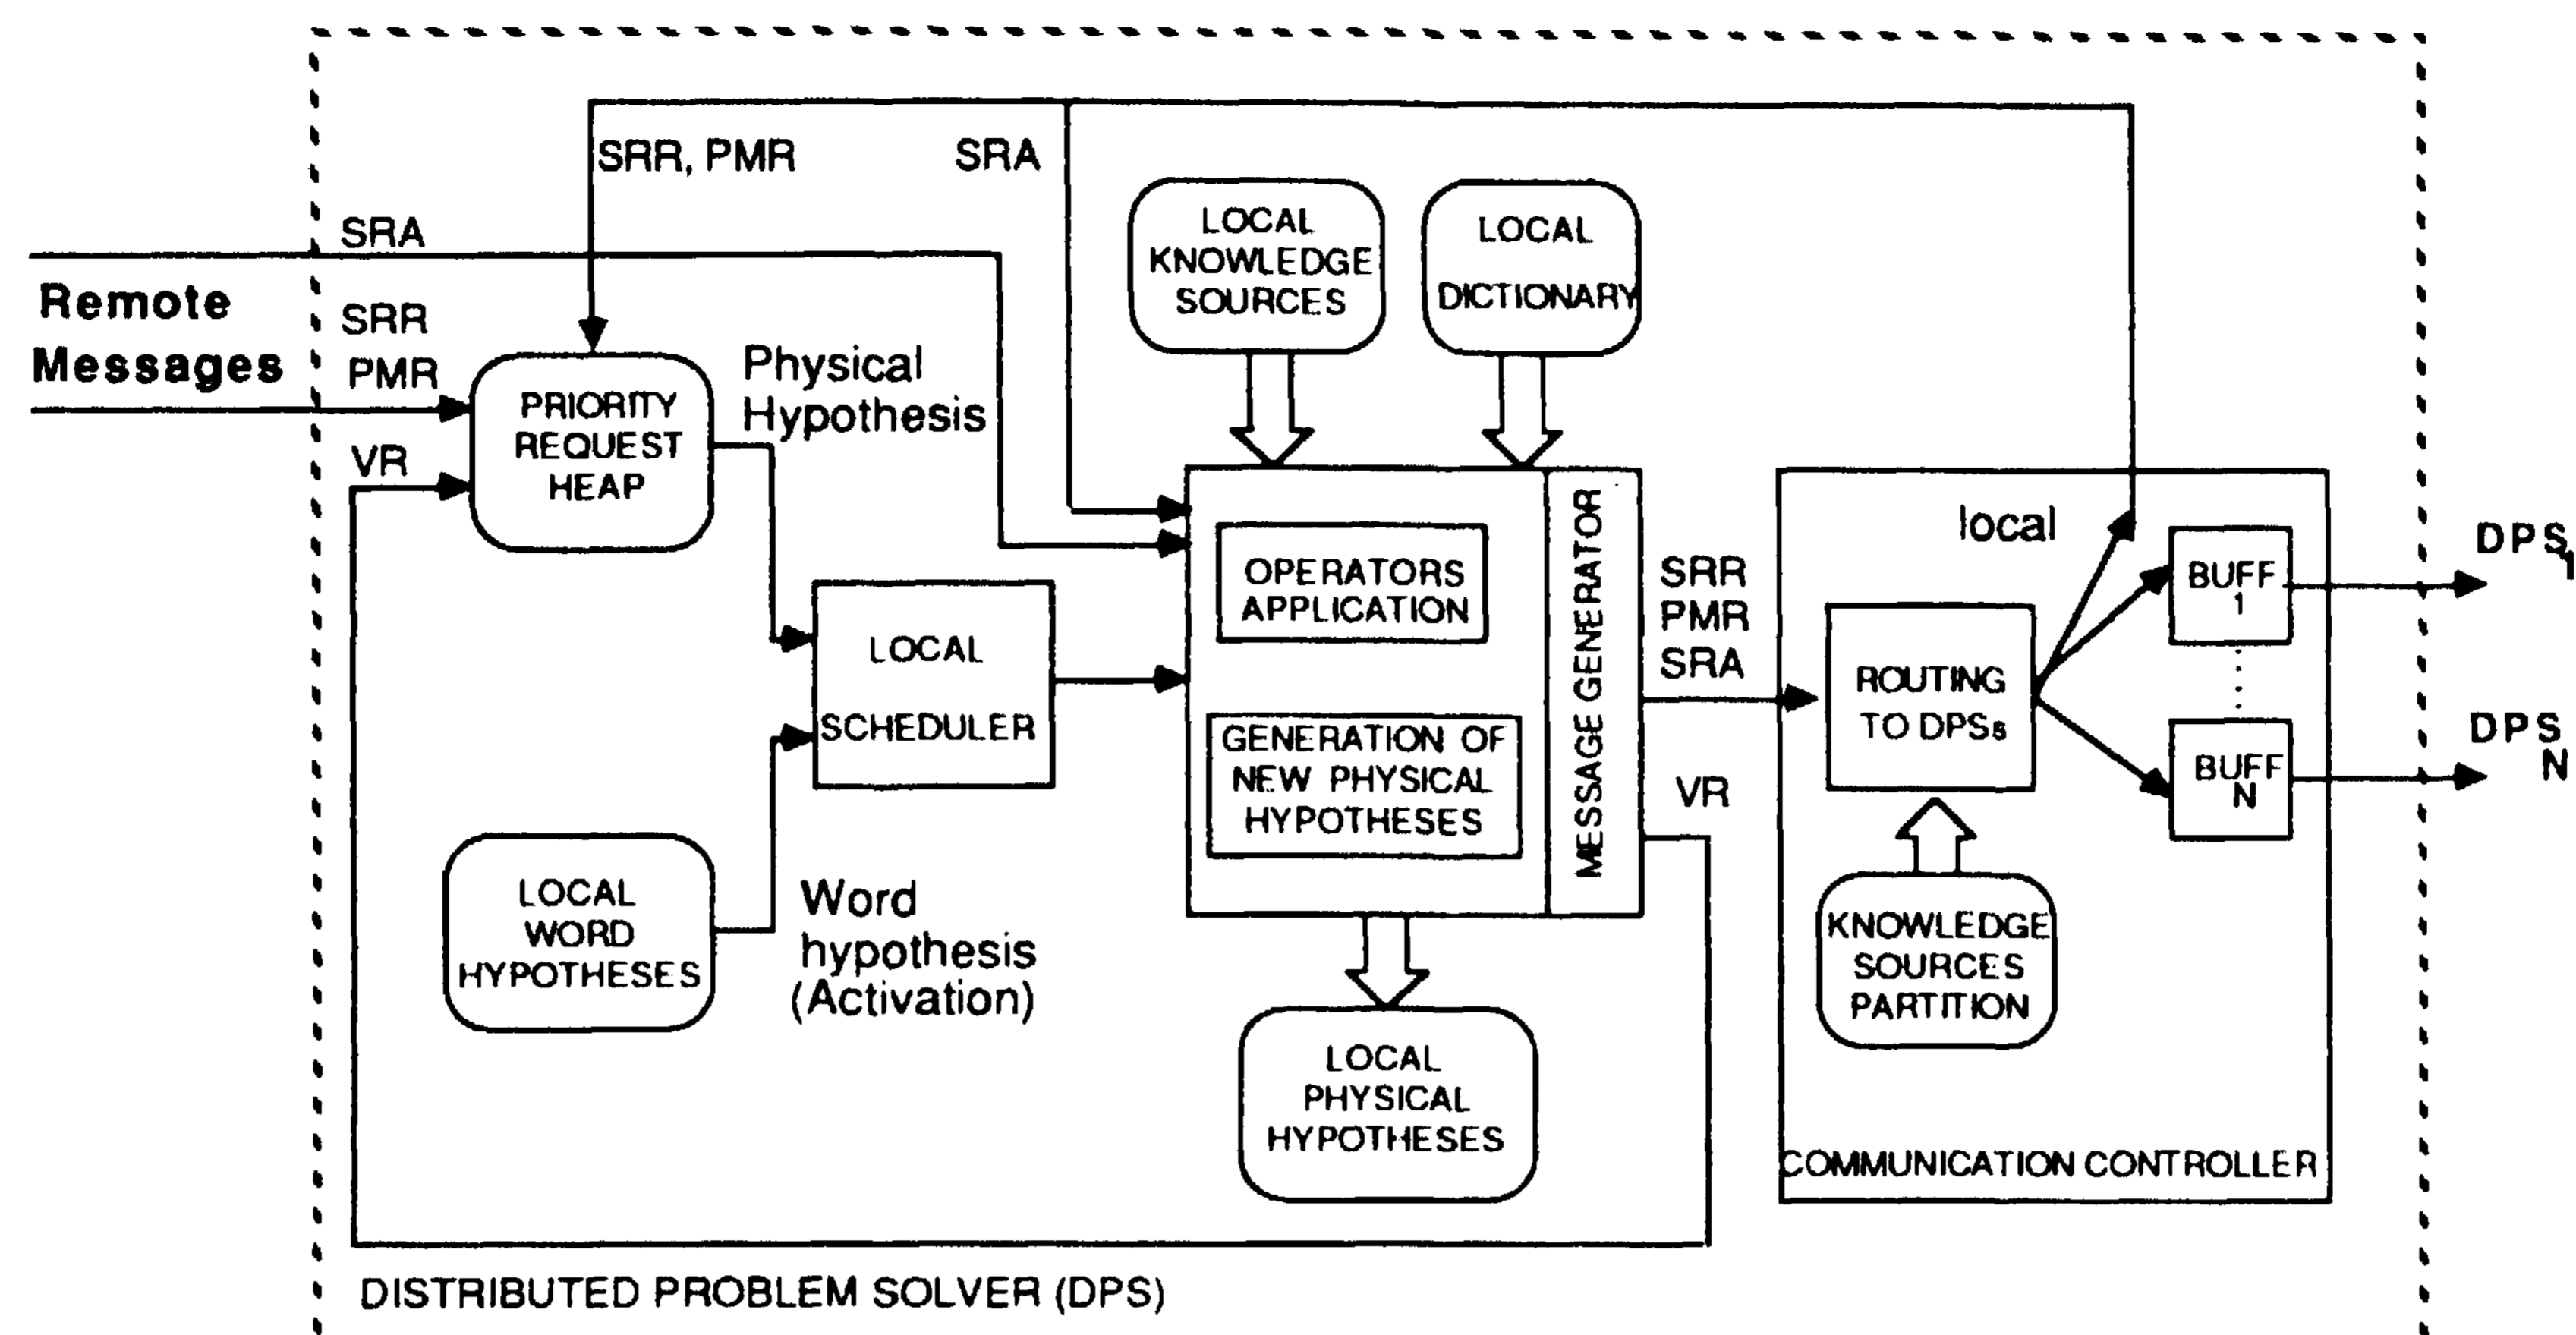 SRR, PMR
SRA
SRA
Remote
Messages
SRR
PMR
VR
PRIORITY
REQUEST
HEAP
Physical
Hypothesis
LOCAL
KNOWLEDGE
SOURCES
LOCAL
DICTIONARY
LOCAL
SCHEDULER
LOCAL
WORD
HYPOTHESES
Word
hypothesis
(Activation)
OPERATORS
APPLICATION
GENERATION OF
NEW PHYSICAL
HYPOTHESES
MESSAGE GENERATOR
LOCAL
PHYSICAL
HYPOTHESES
SRR
PMR
SRA
VR
local
ROUTING
TO DPSs
BUFF
1
BUFF
N
KNOWLEDGE
SOURCES
PARTITION
COMMUNICATION CONTROLLER
DPS
1
DPS
N
DISTRIBUTED PROBLEM SOLVER (DPS)